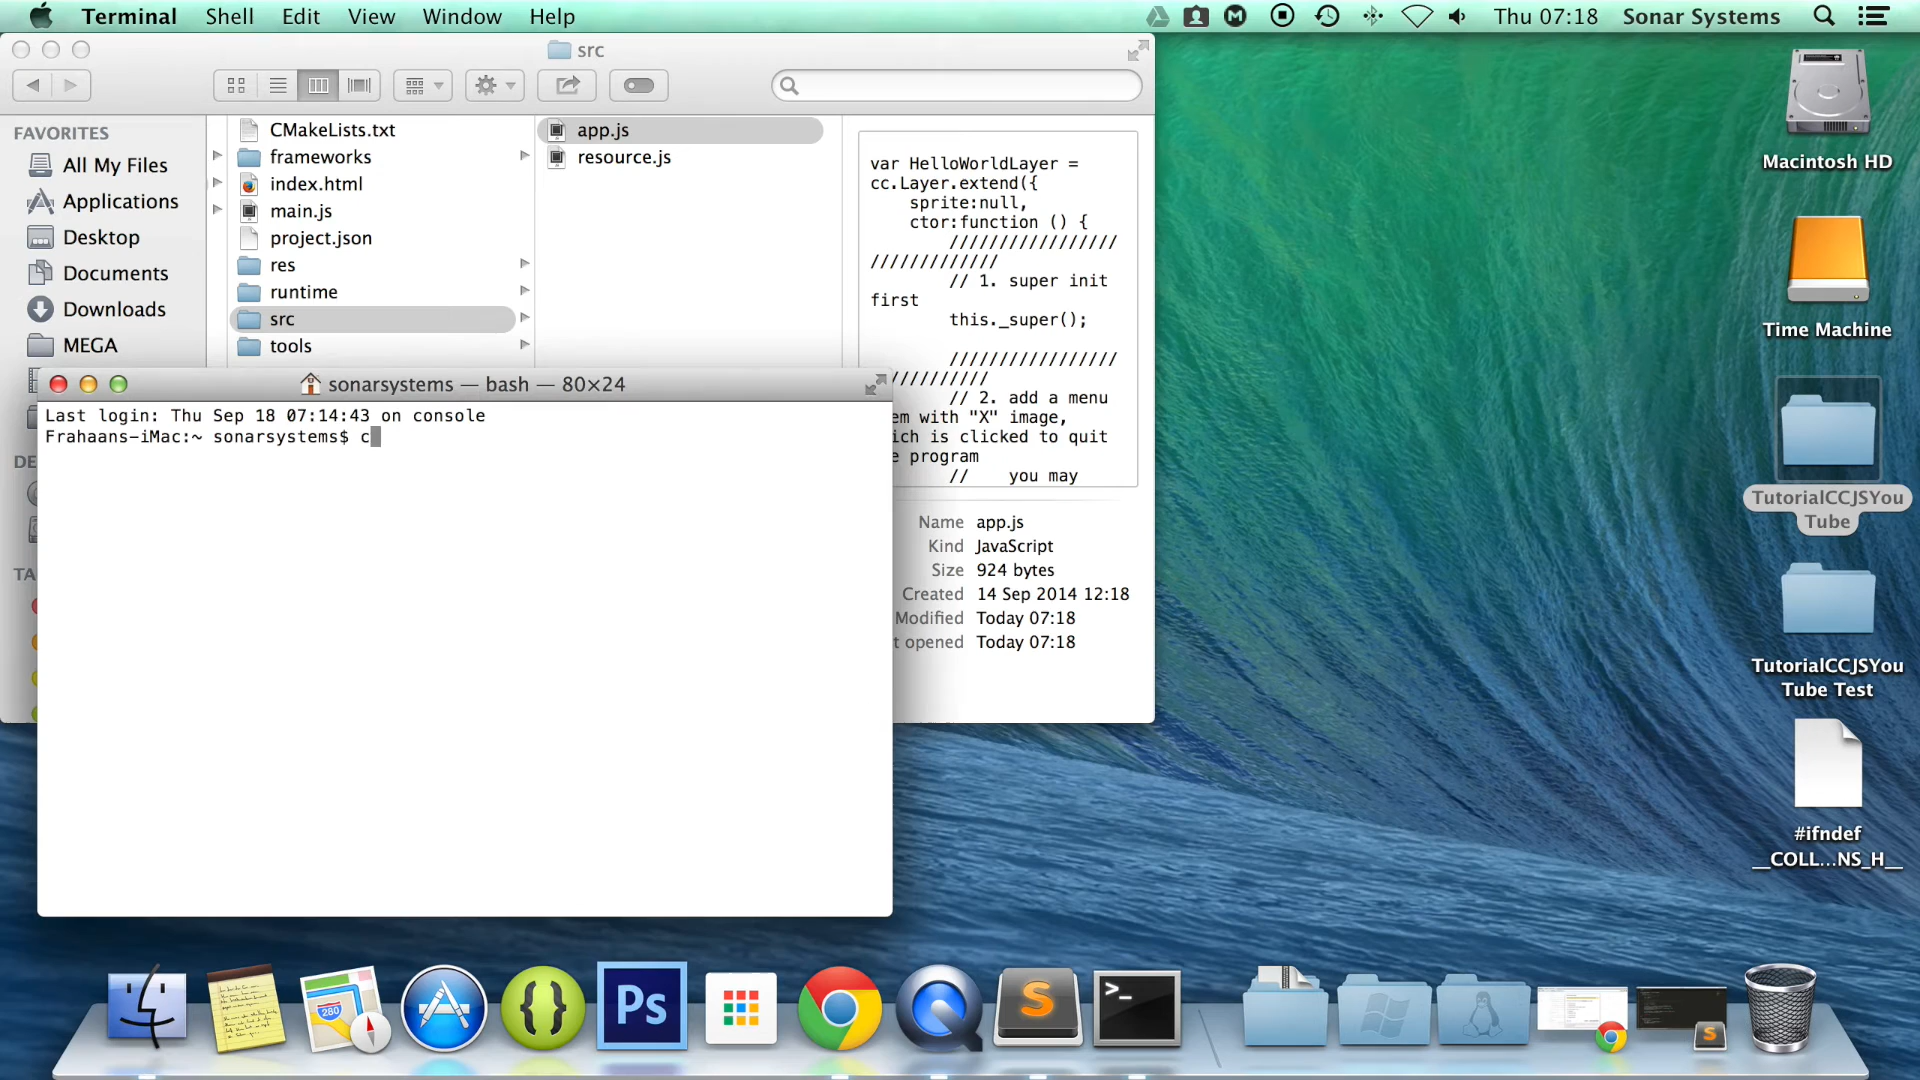 Terminal Shell Edit View Window Help
Thu 07:18 Sonar Systems
src
FAVORITES
All My Files
Applications
Desktop
Documents
Downloads
MEGA
DE
TA
CMakeLists.txt
frameworks
index.html
main.js
project.json
res
runtime
src
tools
app.js
resource.js
var HelloWorldLayer =
cc.Layer.extend({
sprite:null,
ctor:function () {
/////////////////
/////////////
// 1. super init
first
this._super();
/////////////////
//////////
// 2. add a menu
em with "X" image,
ich is clicked to quit
e program
// you may
Name app.js
Kind JavaScript
Size 924 bytes
Created 14 Sep 2014 12:18
Modified Today 07:18
t opened Today 07:18
sonarsystems — bash — 80×24
Last login: Thu Sep 18 07:14:43 on console
Frahaans-iMac:~ sonarsystems$ c
Macintosh HD
Time Machine
TutorialCCJSYou
Tube
TutorialCCJSYou
Tube Test
#ifndef
__COLL...NS_H__
280
Ps
S
>_
S